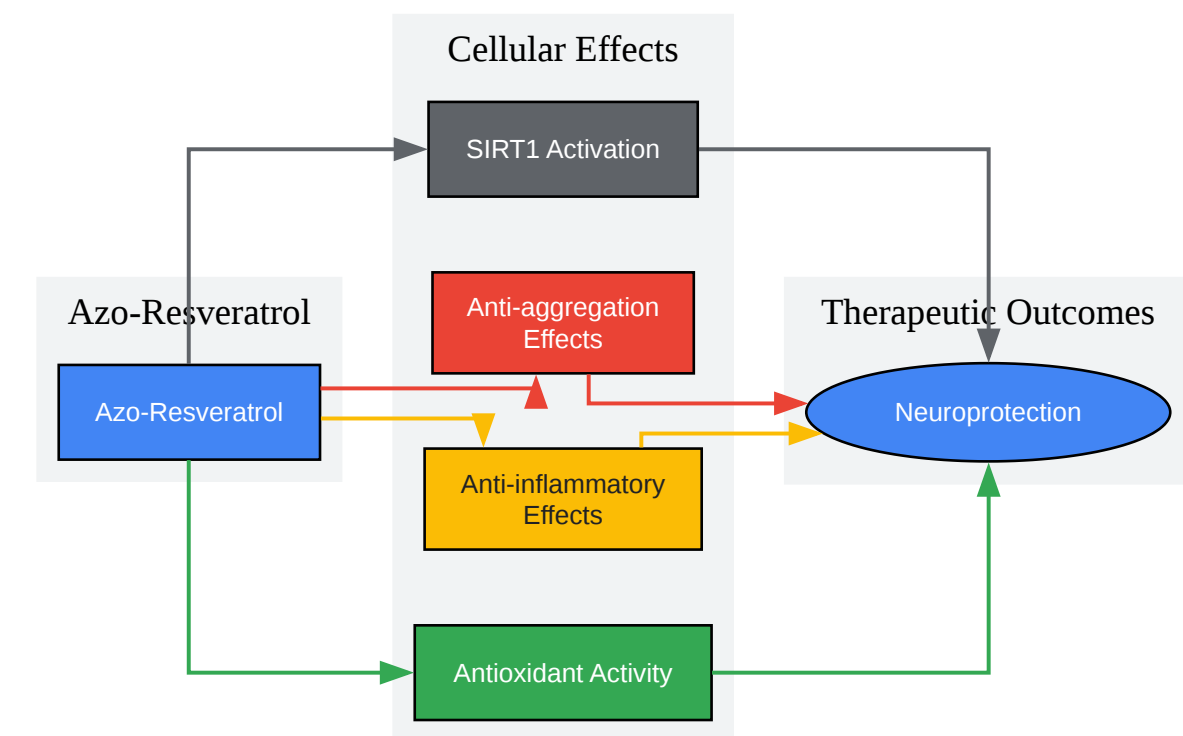 Cellular Effects
SIRT1 Activation
Azo-Resveratrol
Azo-Resveratrol
Anti-aggregation
Effects
Anti-inflammatory
Effects
Antioxidant Activity
Therapeutic Outcomes
Neuroprotection